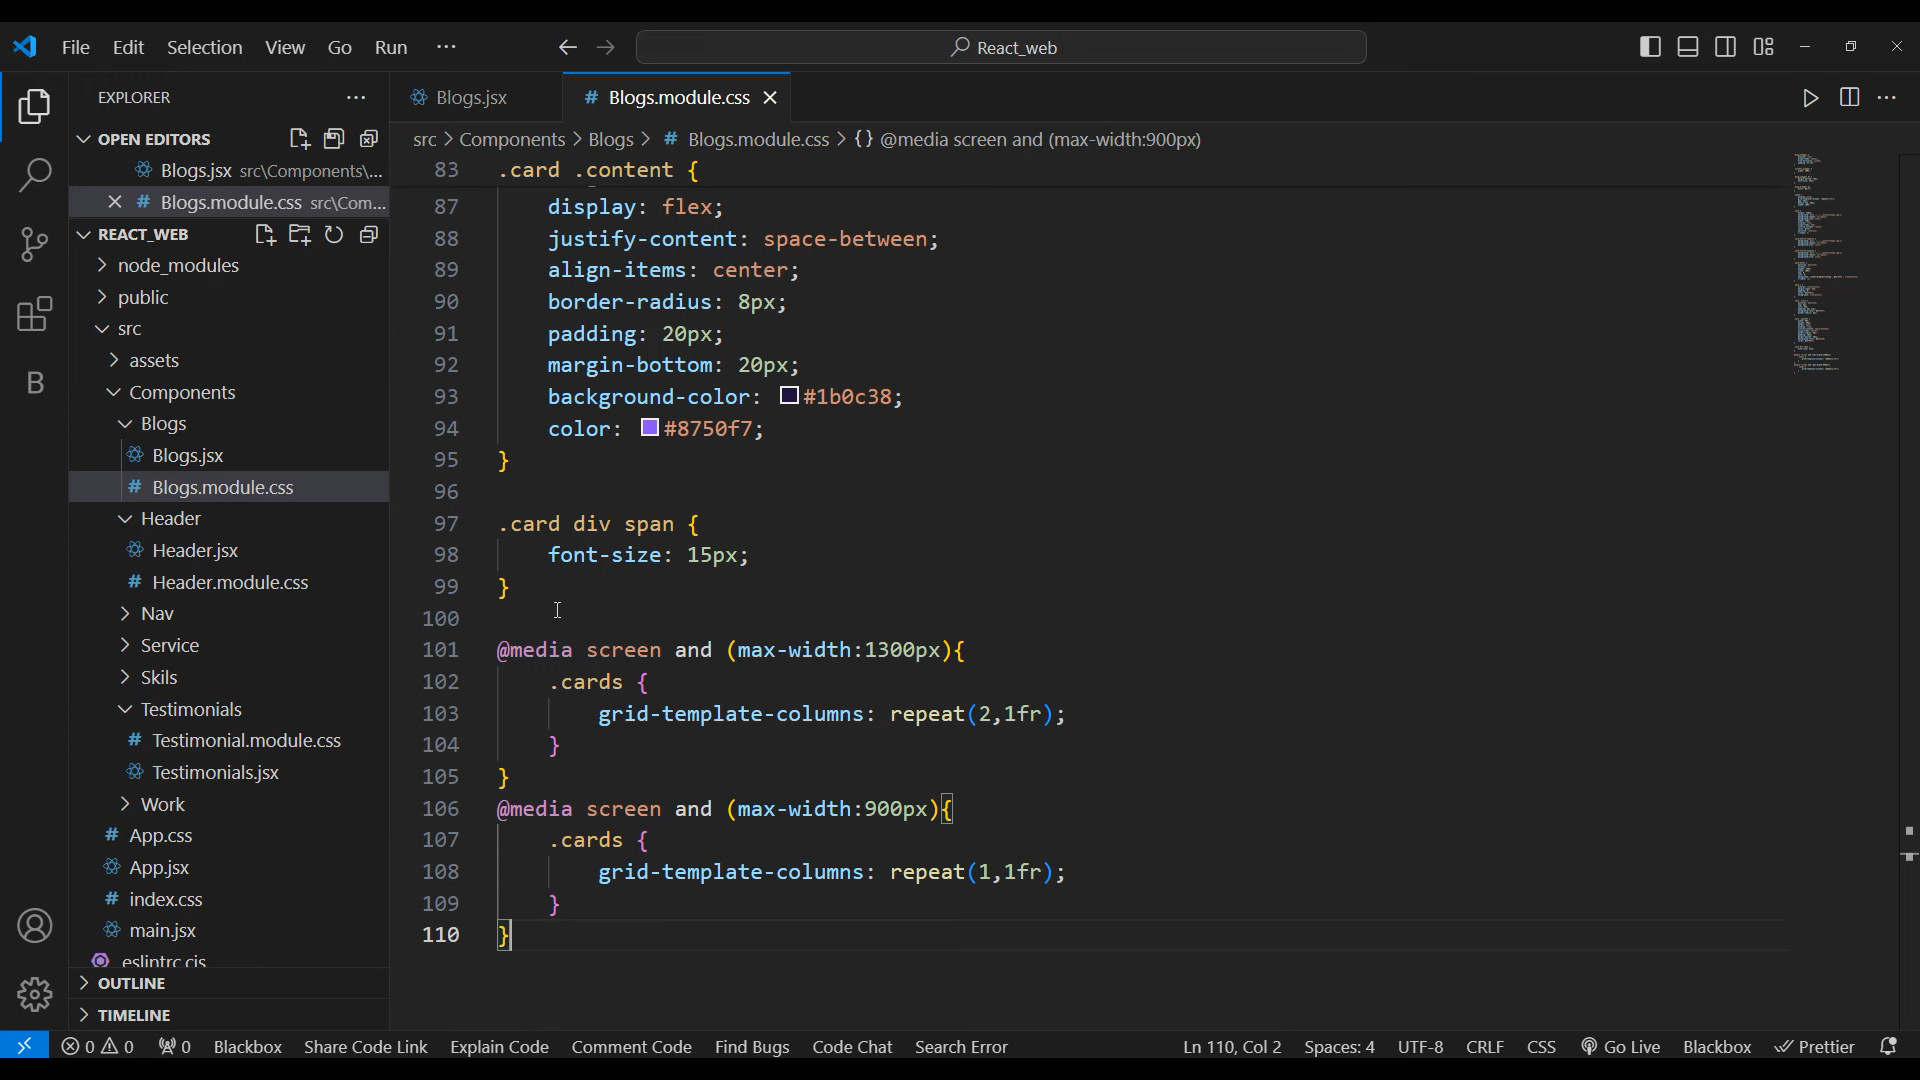 File Edit Selection View Go Run ···
React_web
EXPLORER
OPEN EDITORS
Blogs.jsx src\Components\...
Blogs.module.css src\Com...
REACT_WEB
node_modules
public
src
assets
Components
Blogs
Blogs.jsx
Blogs.module.css
Header
Header.jsx
Header.module.css
Nav
Service
Skils
Testimonials
Testimonial.module.css
Testimonials.jsx
Work
App.css
App.jsx
index.css
main.jsx
eslintrc.cjs
OUTLINE
TIMELINE
Blogs.jsx
Blogs.module.css
src > Components > Blogs > # Blogs.module.css > {} @media screen and (max-width:900px)
83 .card .content {
87 display: flex;
88 justify-content: space-between;
89 align-items: center;
90 border-radius: 8px;
91 padding: 20px;
92 margin-bottom: 20px;
93 background-color: #1b0c38;
94 color: #8750f7;
95 }
96
97 .card div span {
98 font-size: 15px;
99 }
100
101 @media screen and (max-width:1300px){
102 .cards {
103 grid-template-columns: repeat(2,1fr);
104 }
105 }
106 @media screen and (max-width:900px){
107 .cards {
108 grid-template-columns: repeat(1,1fr);
109 }
110 }
0 0 0 Blackbox Share Code Link Explain Code Comment Code Find Bugs Code Chat Search Error Ln 110, Col 2 Spaces: 4 UTF-8 CRLF CSS Go Live Blackbox Prettier